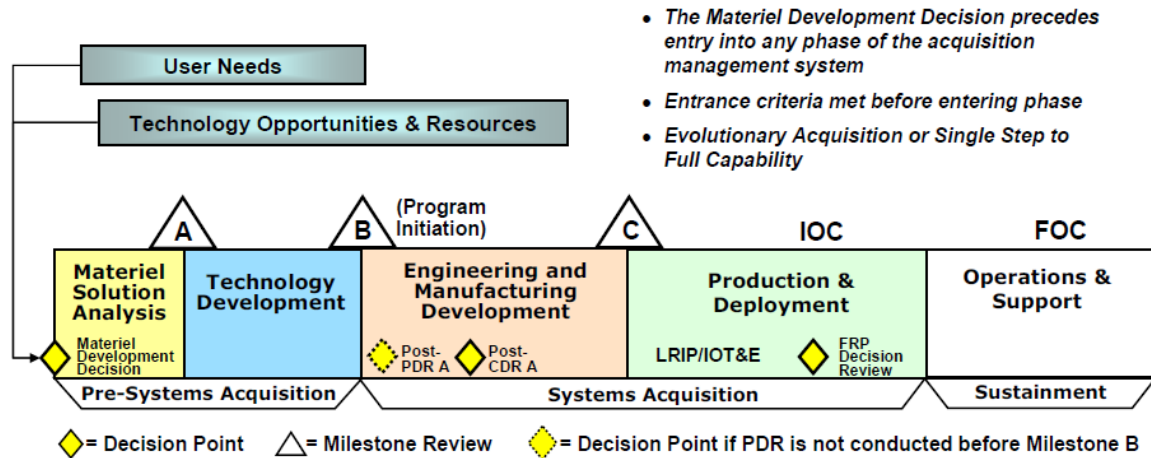 • The Materiel Development Decision precedes
entry into any phase of the acquisition
management system
• Entrance criteria met before entering phase
• Evolutionary Acquisition or Single Step to
Full Capability
User Needs
Technology Opportunities & Resources
A
B
(Program
Initiation)
C
IOC
FOC
Materiel
Solution
Analysis
Materiel
Development
Decision
Technology
Development
Engineering and
Manufacturing
Development
Post-
PDR A
Post-
CDR A
Production &
Deployment
LRIP/IOT&E
FRP
Decision
Review
Operations &
Support
Pre-Systems Acquisition
Systems Acquisition
Sustainment
= Decision Point
= Milestone Review
= Decision Point if PDR is not conducted before Milestone B